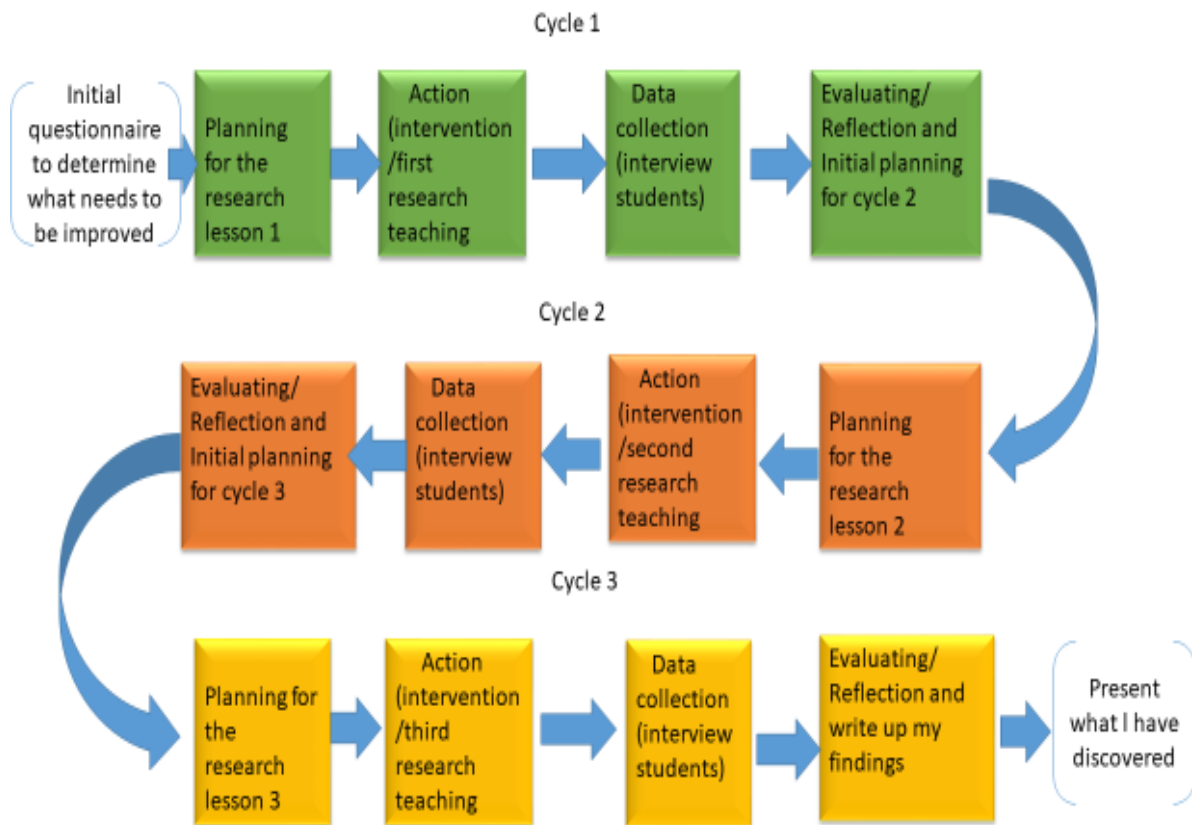 Cycle 1
Initial
questionnaire
to determine
what needs to
be improved
Planning
for the
research
lesson 1
Action
(intervention
/first
research
teaching
Data
collection
(interview
students)
Evaluating/
Reflection and
Initial planning
for cycle 2
Cycle 2
Planning
for the
research
lesson 2
Action
(intervention
/second
research
teaching
Data
collection
(interview
students)
Evaluating/
Reflection and
Initial planning
for cycle 3
Cycle 3
Planning for
the
research
lesson 3
Action
(intervention
/third
research
teaching
Data
collection
(interview
students)
Evaluating/
Reflection and
write up my
findings
Present
what I have
discovered